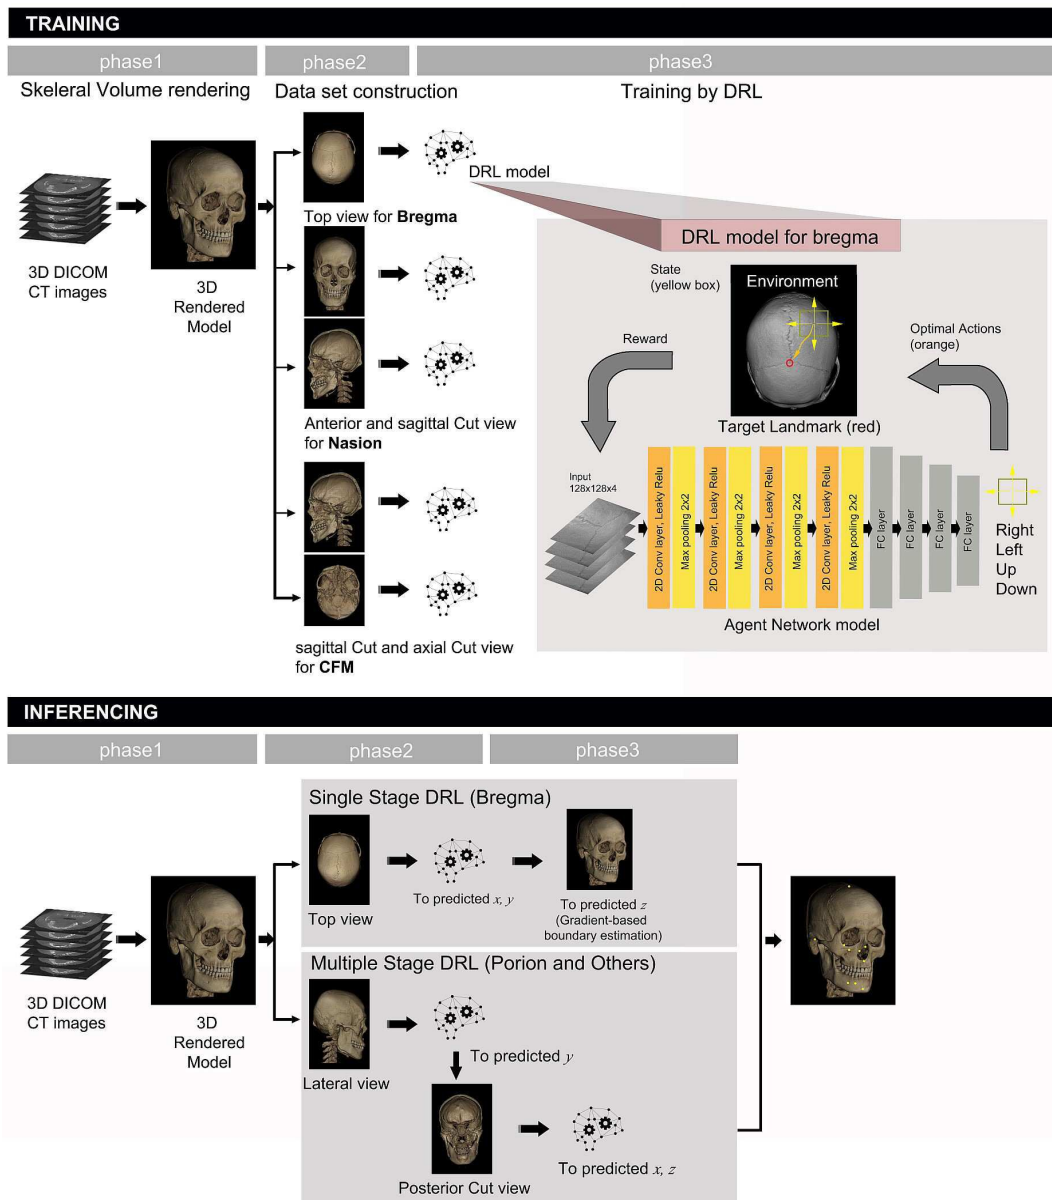 TRAINING
phase1
phase2
phase3
Skeleral Volume rendering
Data set construction
Training by DRL
3D DICOM
CT images
3D
Rendered
Model
Top view for Bregma
DRL model
Anterior and sagittal Cut view
for Nasion
sagittal Cut and axial Cut view
for CFM
DRL model for bregma
State
(yellow box)
Environment
Reward
Optimal Actions
(orange)
Target Landmark (red)
Input
128x128x4
2D Conv layer, Leaky Relu
Max pooling 2x2
2D Conv layer, Leaky Relu
Max pooling 2x2
2D Conv layer, Leaky Relu
Max pooling 2x2
2D Conv layer, Leaky Relu
Max pooling 2x2
FC layer
FC layer
FC layer
FC layer
Right
Left
Up
Down
Agent Network model
INFERENCING
phase1
phase2
phase3
3D DICOM
CT images
3D
Rendered
Model
Single Stage DRL (Bregma)
Top view
To predicted x, y
To predicted z
(Gradient-based
boundary estimation)
Multiple Stage DRL (Porion and Others)
Lateral view
To predicted y
Posterior Cut view
To predicted x, z